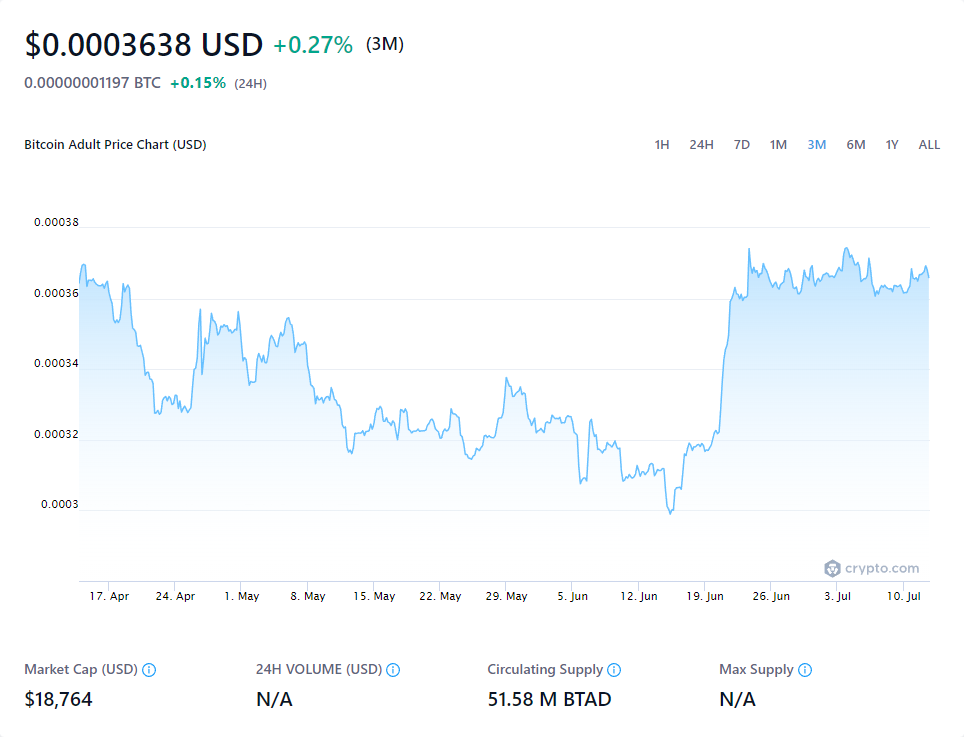 $0.0003638 USD +0.27% (3M)
0.00000001197 BTC +0.15% (24H)
Bitcoin Adult Price Chart (USD) 1H 24H 7D 1M 3M 6M 1Y ALL
0.00038
0.00036
0.00034
0.00032
0.0003
crypto.com
17. Apr 24. Apr 1. May 8. May 15. May 22. May 29. May 5. Jun 12. Jun 19. Jun 26. Jun 3. Jul 10. Jul
Market Cap (USD) 24H VOLUME (USD) Circulating Supply Max Supply
$18,764 N/A 51.58 M BTAD N/A